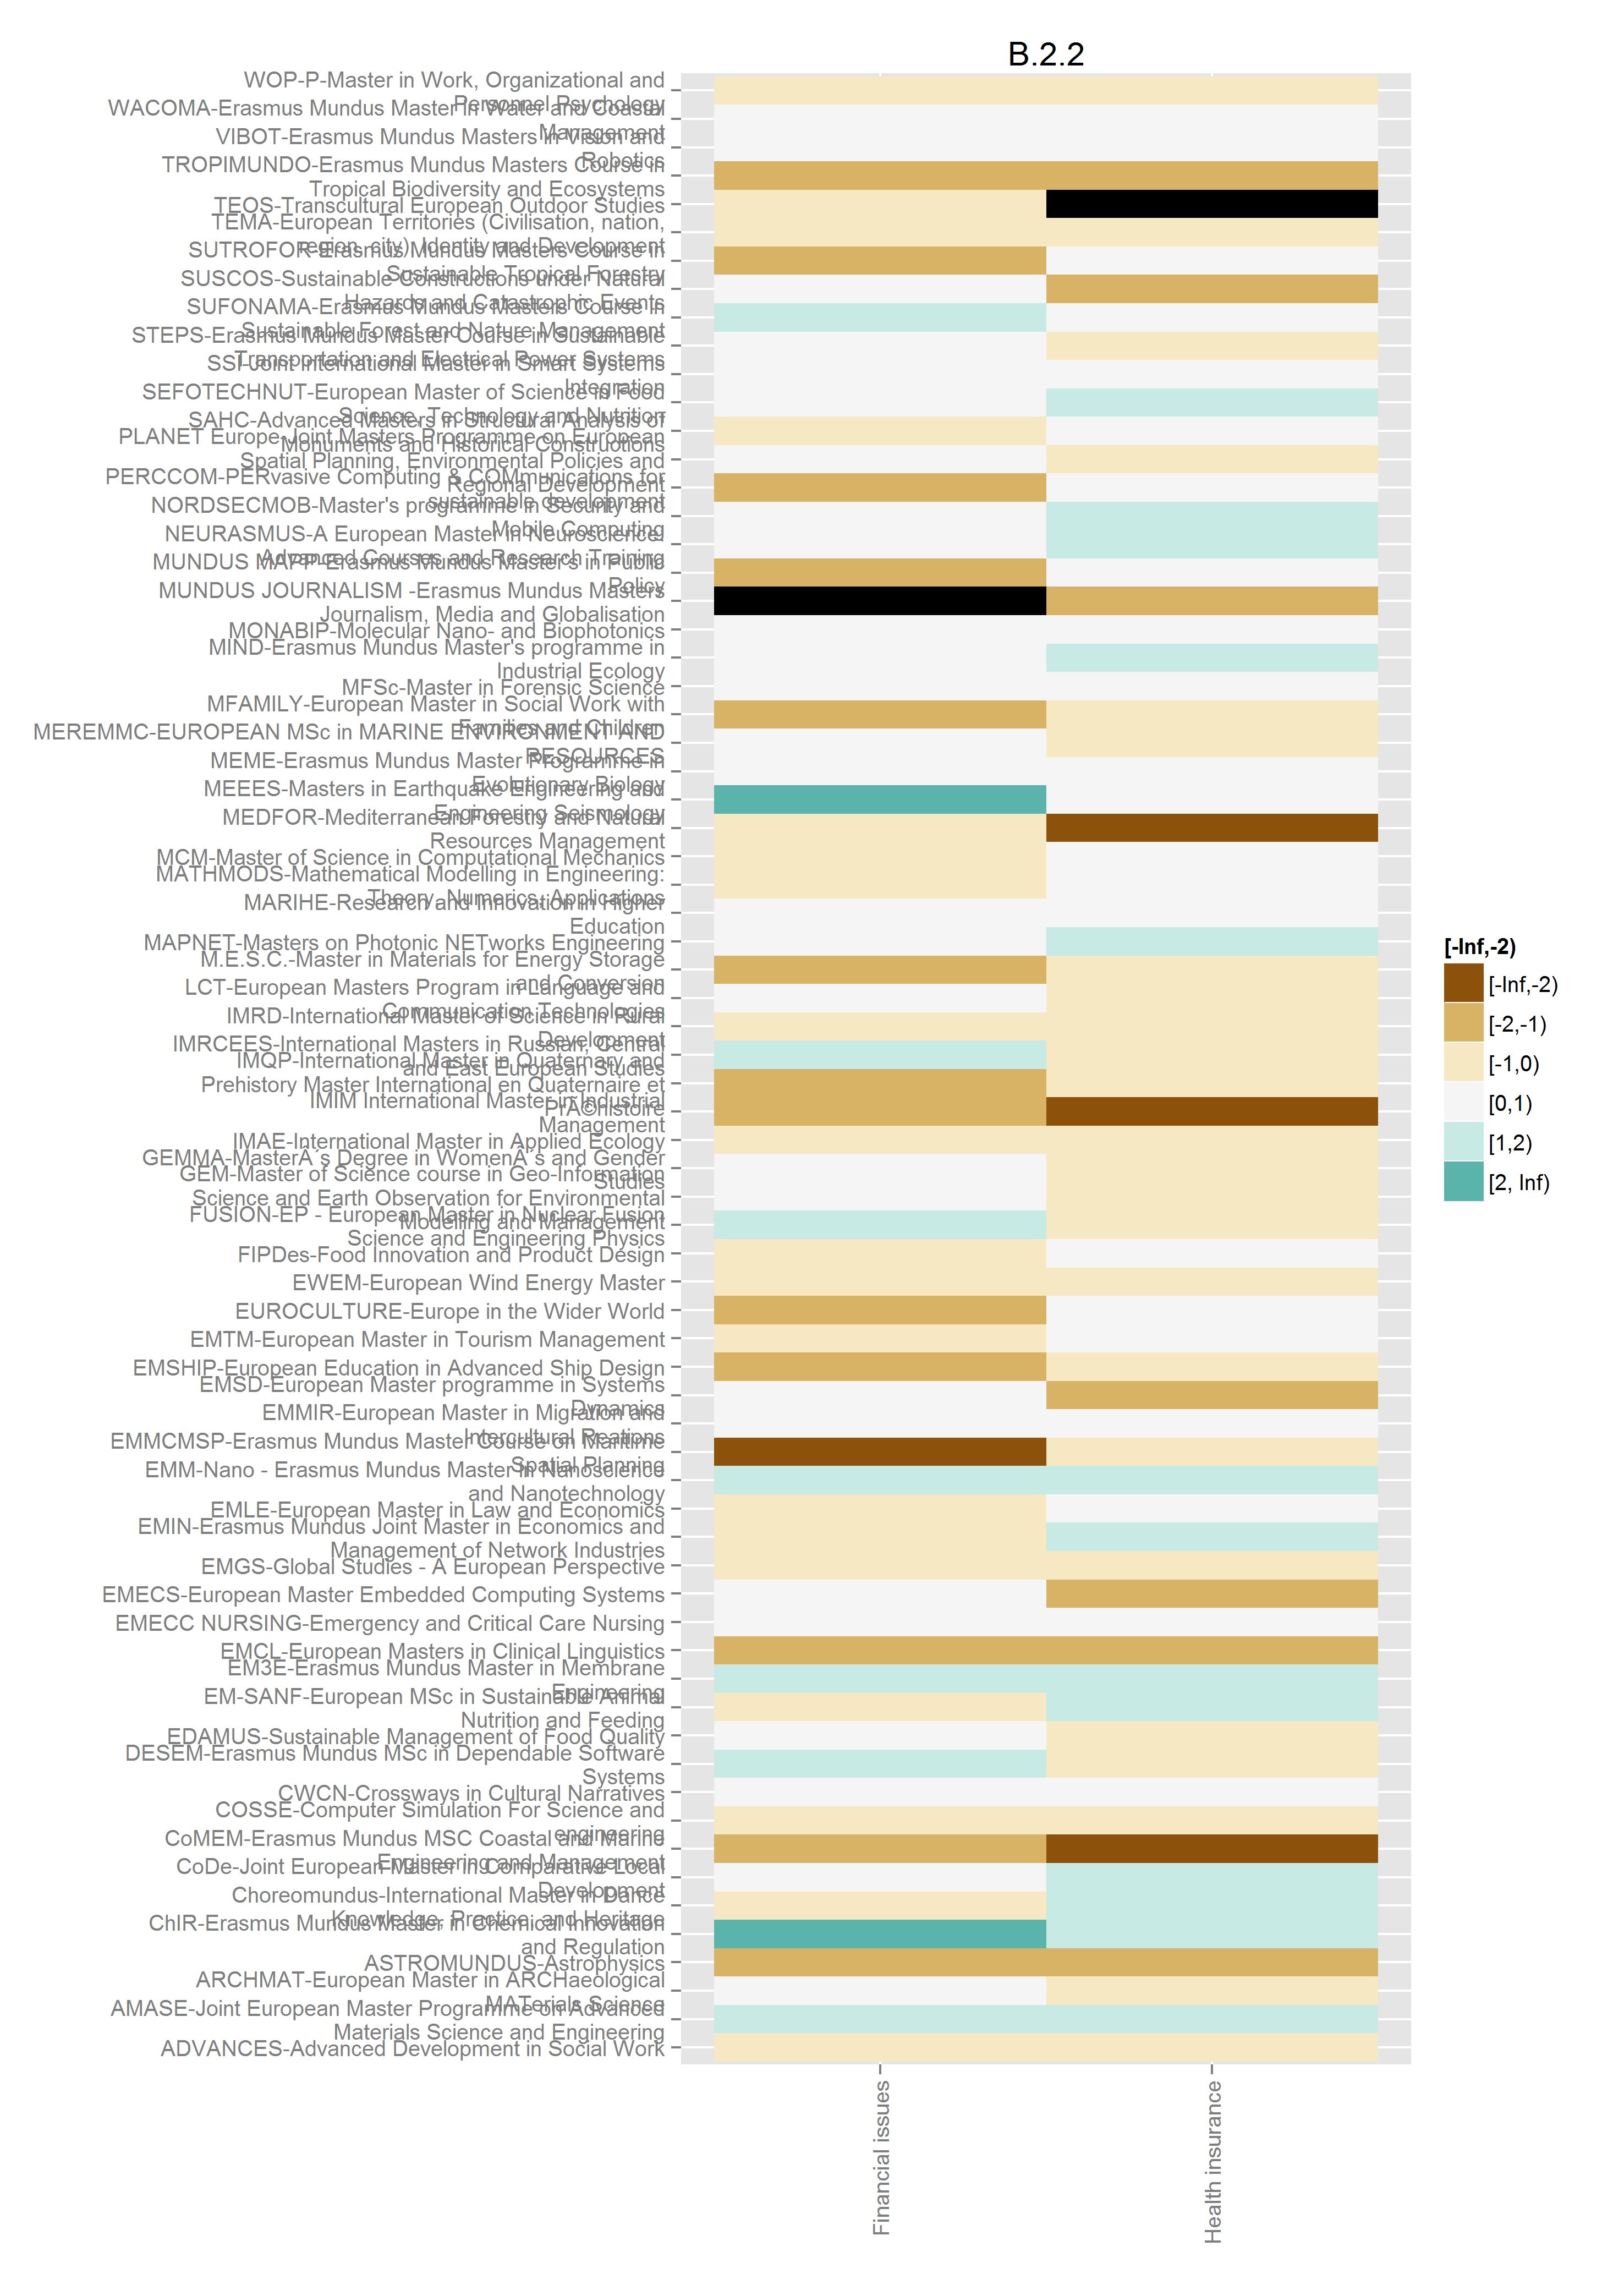 B.2.2
WOP-P-Master in Work, Organizational and
Personnel Psychology
WACOMA-Erasmus Mundus Master in Water and Coastal
Management
VIBOT-Erasmus Mundus Masters in Vision and
Robotics
TROPIMUNDO-Erasmus Mundus Masters Course in
Tropical Biodiversity and Ecosystems
TEOS-Transcultural European Outdoor Studies
TEMA-European Territories (Civilisation, nation,
region, city), Identity and Development
SUTROFOR-Erasmus Mundus Masters Course in
Sustainable Tropical Forestry
SUSCOS-Sustainable Constructions under Natural
Hazards and Catastrophic Events
SUFONAMA-Erasmus Mundus Masters Course in
Sustainable Forest and Nature Management
STEPS-Erasmus Mundus Master Course in Sustainable
Transportation and Electrical Power Systems
SSI-Joint International Master in Smart Systems
Integration
SEFOTECHNUT-European Master of Science in Food
Science, Technology and Nutrition
SAHC-Advanced Masters in Structural Analysis of
Monuments and Historical Constructions
PLANET Europe-Joint Masters Programme on European
Spatial Planning, Environmental Policies and
Regional Development
PERCCOM-PERvasive Computing & COMmunications for
sustainable development
NORDSECMOB-Master's programme in Security and
Mobile Computing
NEURASMUS-A European Master in Neuroscience:
Advanced Courses and Research Training
MUNDUS MAPP-Erasmus Mundus Master's in Public
Policy
MUNDUS JOURNALISM -Erasmus Mundus Masters
Journalism, Media and Globalisation
MONABIP-Molecular Nano- and Biophotonics
MIND-Erasmus Mundus Master's programme in
Industrial Ecology
MFSc-Master in Forensic Science
MFAMILY-European Master in Social Work with
Families and Children
MEREMMC-EUROPEAN MSc in MARINE ENVIRONMENT AND
RESOURCES
MEME-Erasmus Mundus Master Programme in
Evolutionary Biology
MEEES-Masters in Earthquake Engineering and
Engineering Seismology
MEDFOR-Mediterranean Forestry and Natural
Resources Management
MCM-Master of Science in Computational Mechanics
MATHMODS-Mathematical Modelling in Engineering:
Theory, Numerics, Applications
MARIHE-Research and Innovation in Higher
Education
MAPNET-Masters on Photonic NETworks Engineering
M.E.S.C.-Master in Materials for Energy Storage
and Conversion
LCT-European Masters Program in Language and
Communication Technologies
IMRD-International Master of Science in Rural
Development
IMRCEES-International Masters in Russian, Central
and East European Studies
IMQP-International Master in Quaternary and
Prehistory Master International en Quaternaire et
PrÃ©histoire
IMIM International Master in Industrial
Management
IMAE-International Master in Applied Ecology
GEMMA-MasterÂ´s Degree in WomenÂ´s and Gender
Studies
GEM-Master of Science course in Geo-Information
Science and Earth Observation for Environmental
Modelling and Management
FUSION-EP - European Master in Nuclear Fusion
Science and Engineering Physics
FIPDes-Food Innovation and Product Design
EWEM-European Wind Energy Master
EUROCULTURE-Europe in the Wider World
EMTM-European Master in Tourism Management
EMSHIP-European Education in Advanced Ship Design
EMSD-European Master programme in Systems
Dynamics
EMMIR-European Master in Migration and
Intercultural Reations
EMMCMSP-Erasmus Mundus Master Course on Maritime
Spatial Planning
EMM-Nano - Erasmus Mundus Master in Nanoscience
and Nanotechnology
EMLE-European Master in Law and Economics
EMIN-Erasmus Mundus Joint Master in Economics and
Management of Network Industries
EMGS-Global Studies - A European Perspective
EMECS-European Master Embedded Computing Systems
EMECC NURSING-Emergency and Critical Care Nursing
EMCL-European Masters in Clinical Linguistics
EM3E-Erasmus Mundus Master in Membrane
Engineering
EM-SANF-European MSc in Sustainable Animal
Nutrition and Feeding
EDAMUS-Sustainable Management of Food Quality
DESEM-Erasmus Mundus MSc in Dependable Software
Systems
CWCN-Crossways in Cultural Narratives
COSSE-Computer Simulation For Science and
engineering
CoMEM-Erasmus Mundus MSC Coastal and Marine
Engineering and Management
CoDe-Joint European Master in Comparative Local
Development
Choreomundus-International Master in Dance
Knowledge, Practice, and Heritage
ChIR-Erasmus Mundus Master in Chemical Innovation
and Regulation
ASTROMUNDUS-Astrophysics
ARCHMAT-European Master in ARCHaeological
MATerials Science
AMASE-Joint European Master Programme on Advanced
Materials Science and Engineering
ADVANCES-Advanced Development in Social Work
Financial issues
Health insurance
[-Inf,-2)
[-Inf,-2)
[-2,-1)
[-1,0)
[0,1)
[1,2)
[2, Inf)